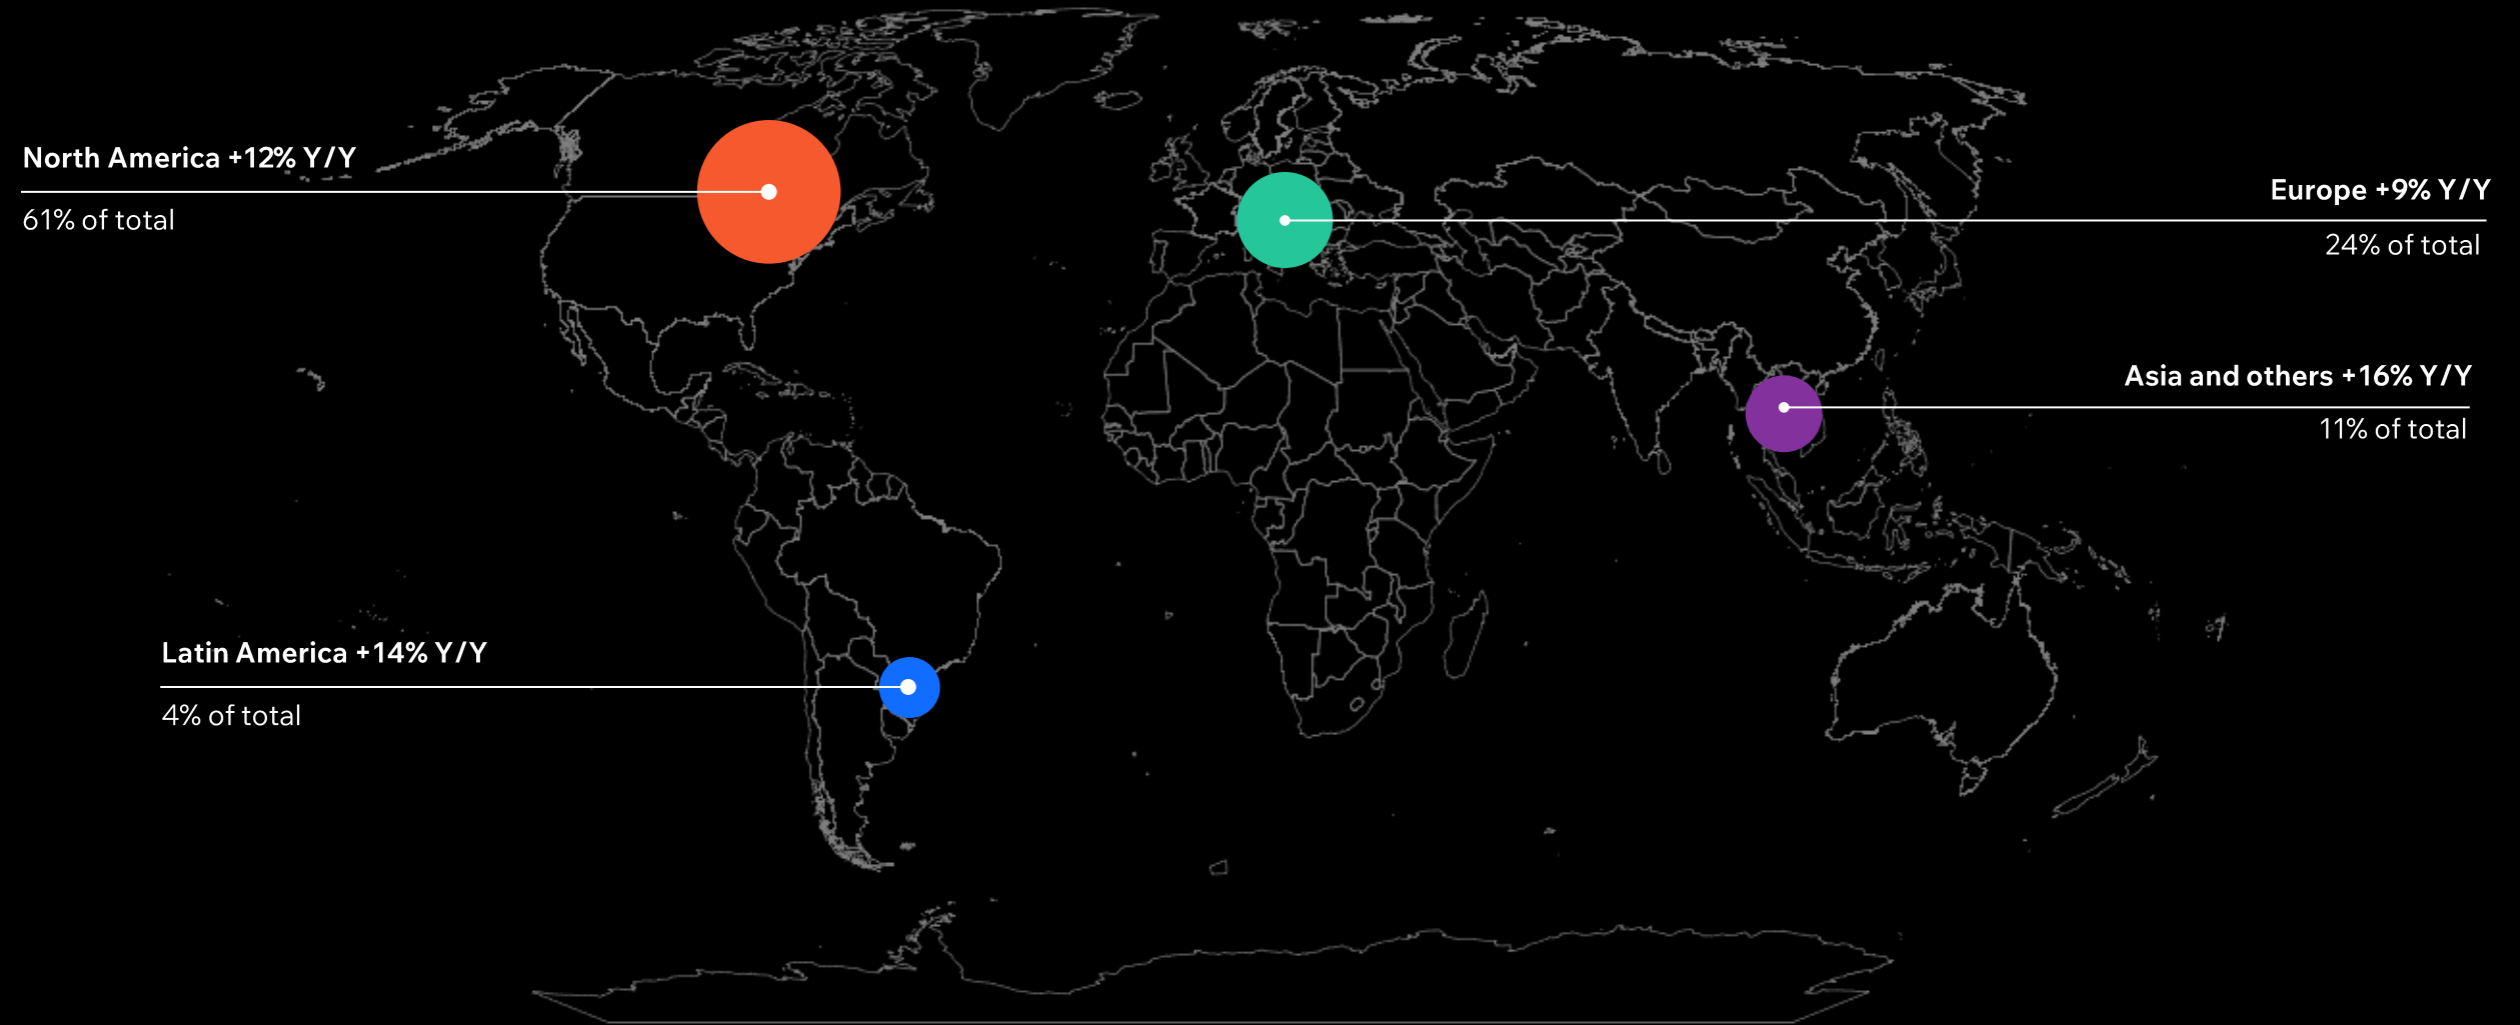 North America +12% Y/Y
61% of total
Europe +9% Y/Y
24% of total
Asia and others +16% Y/Y
11% of total
Latin America +14% Y/Y
4% of total